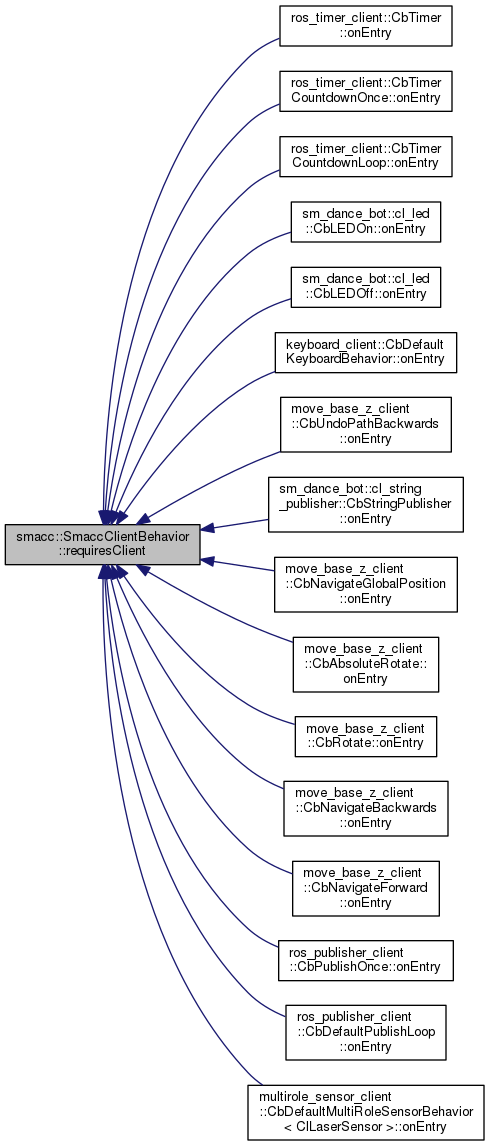 ros_timer_client::CbTimer
::onEntry
ros_timer_client::CbTimer
CountdownOnce::onEntry
ros_timer_client::CbTimer
CountdownLoop::onEntry
sm_dance_bot::cl_led
::CbLEDOn::onEntry
sm_dance_bot::cl_led
::CbLEDOff::onEntry
keyboard_client::CbDefault
KeyboardBehavior::onEntry
move_base_z_client
::CbUndoPathBackwards
::onEntry
sm_dance_bot::cl_string
_publisher::CbStringPublisher
::onEntry
smacc::SmaccClientBehavior
::requiresClient
move_base_z_client
::CbNavigateGlobalPosition
::onEntry
move_base_z_client
::CbAbsoluteRotate::
onEntry
move_base_z_client
::CbRotate::onEntry
move_base_z_client
::CbNavigateBackwards
::onEntry
move_base_z_client
::CbNavigateForward
::onEntry
ros_publisher_client
::CbPublishOnce::onEntry
ros_publisher_client
::CbDefaultPublishLoop
::onEntry
multirole_sensor_client
::CbDefaultMultiRoleSensorBehavior
< ClLaserSensor >::onEntry